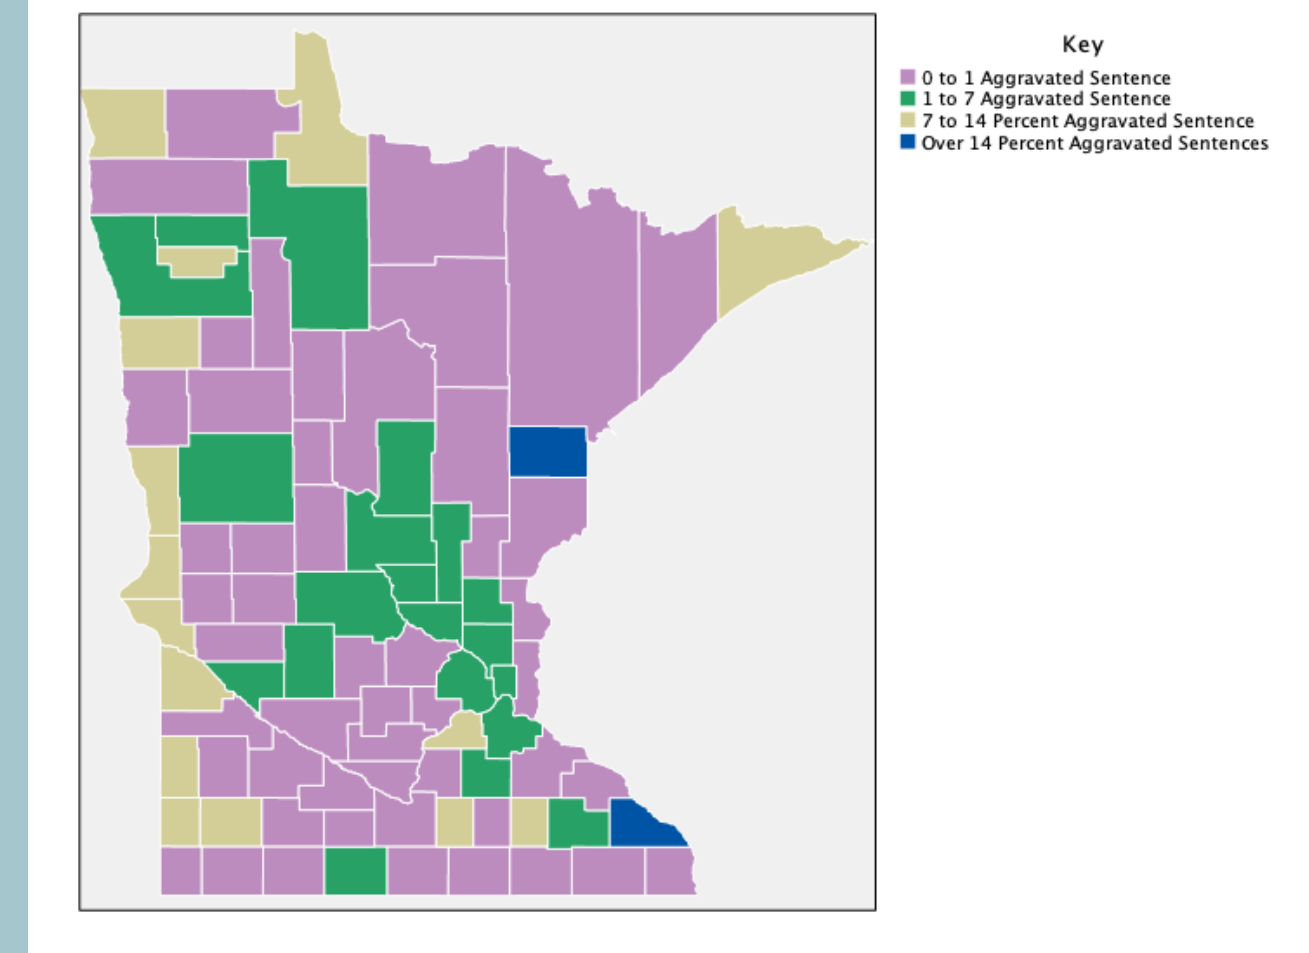 Key
0 to 1 Aggravated Sentence
1 to 7 Aggravated Sentence
7 to 14 Percent Aggravated Sentence
Over 14 Percent Aggravated Sentences